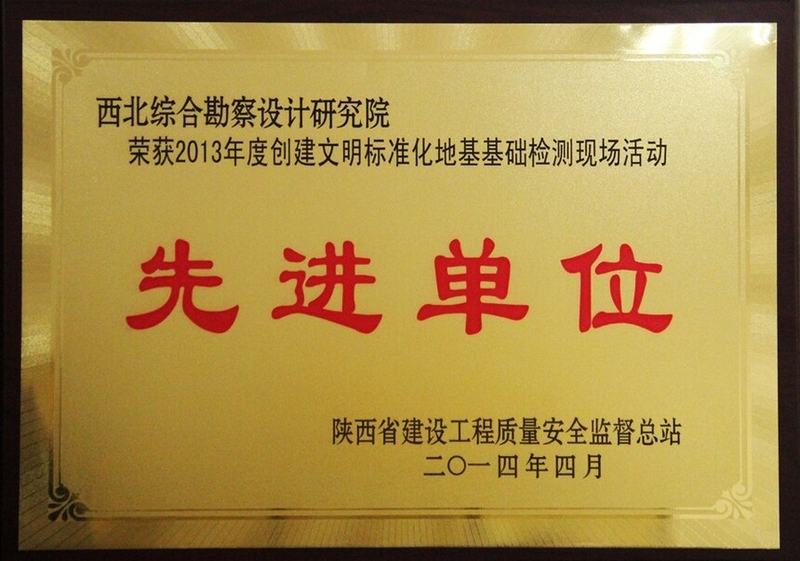 西北综合勘察设计研究院
荣获2013年度创建文明标准化地基基础检测现场活动
先进单位
陕西省建设工程质量安全监督总站
二〇一四年四月